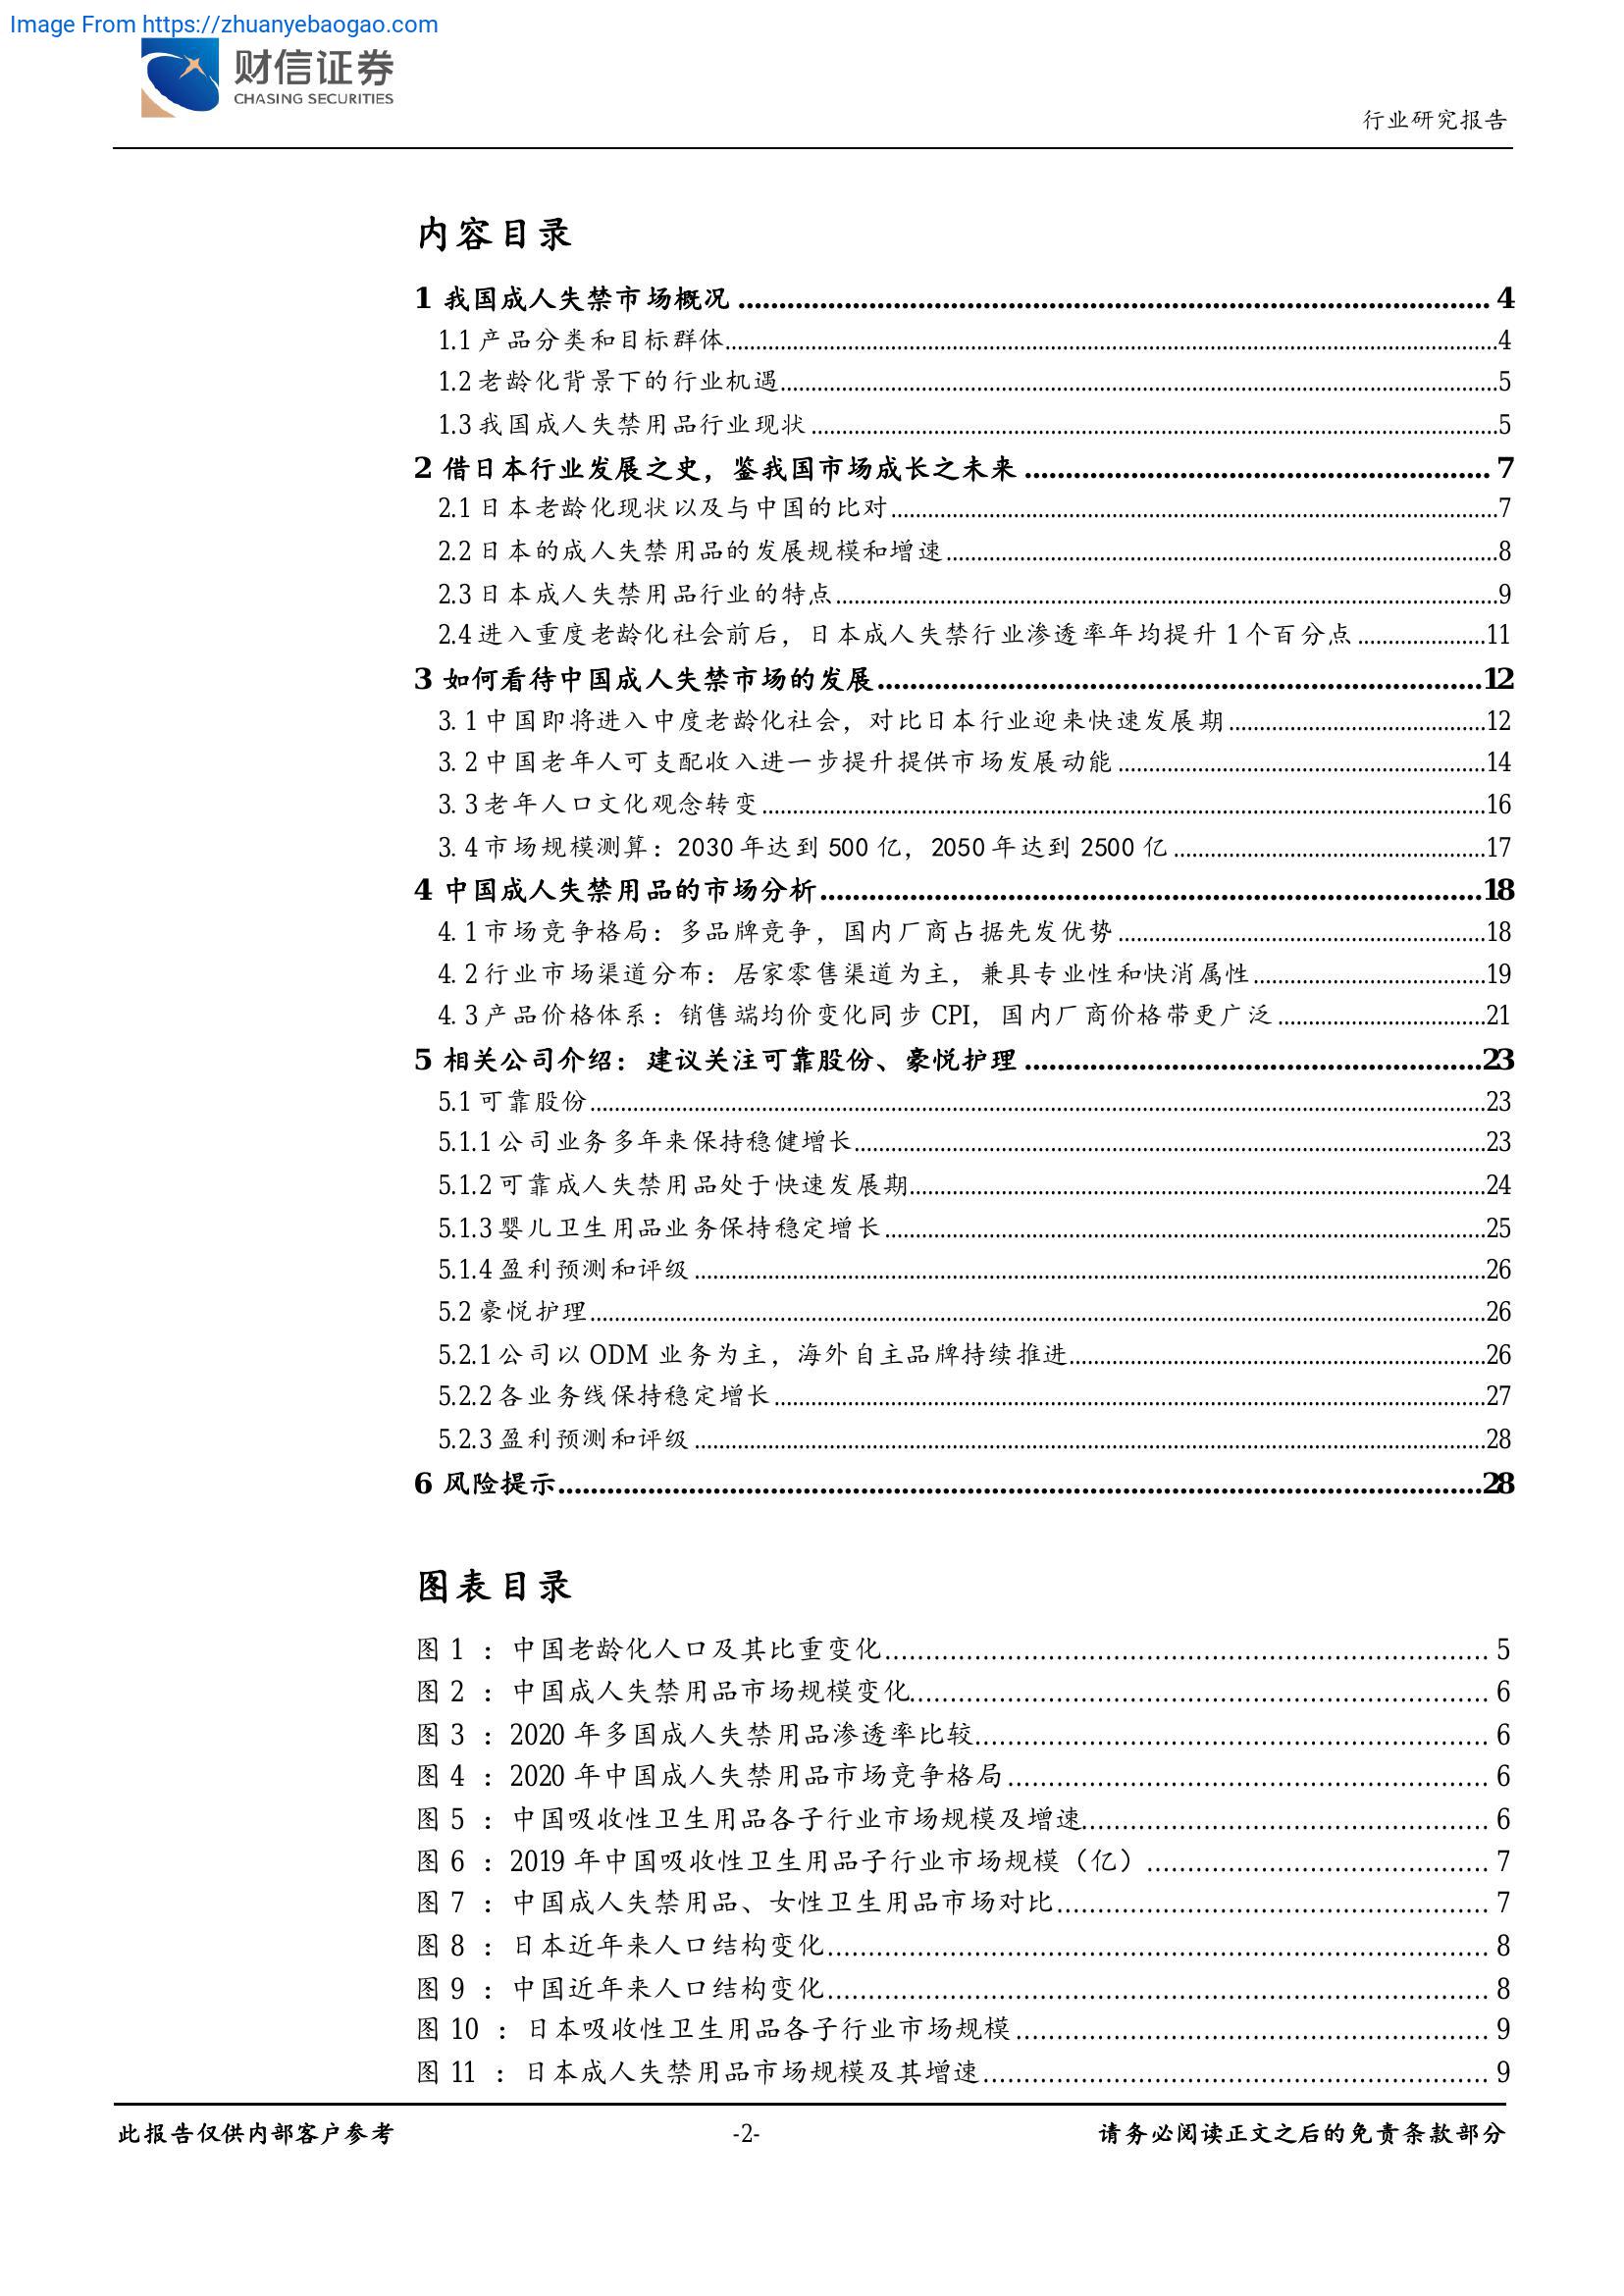 Image From https://zhuanyebaogao.com
财信证券
CHASING SECURITIES
行业研究报告
内容目录
1 我国成人失禁市场概况 ........ 4
1.1 产品分类和目标群体........4
1.2 老龄化背景下的行业机遇........5
1.3 我国成人失禁用品行业现状........5
2 借日本行业发展之史，鉴我国市场成长之未来 ........ 7
2.1 日本老龄化现状以及与中国的比对........7
2.2 日本的成人失禁用品的发展规模和增速........8
2.3 日本成人失禁用品行业的特点........9
2.4 进入重度老龄化社会前后，日本成人失禁行业渗透率年均提升 1 个百分点........11
3 如何看待中国成人失禁市场的发展........12
3. 1 中国即将进入中度老龄化社会，对比日本行业迎来快速发展期........12
3. 2 中国老年人可支配收入进一步提升提供市场发展动能........14
3. 3 老年人口文化观念转变........16
3. 4 市场规模测算：2030 年达到 500 亿，2050 年达到 2500 亿........17
4 中国成人失禁用品的市场分析........18
4. 1 市场竞争格局：多品牌竞争，国内厂商占据先发优势........18
4. 2 行业市场渠道分布：居家零售渠道为主，兼具专业性和快消属性........19
4. 3 产品价格体系：销售端均价变化同步 CPI，国内厂商价格带更广泛........21
5 相关公司介绍：建议关注可靠股份、豪悦护理........23
5.1 可靠股份........23
5.1.1 公司业务多年来保持稳健增长........23
5.1.2 可靠成人失禁用品处于快速发展期........24
5.1.3 婴儿卫生用品业务保持稳定增长........25
5.1.4 盈利预测和评级........26
5.2 豪悦护理........26
5.2.1 公司以 ODM 业务为主，海外自主品牌持续推进........26
5.2.2 各业务线保持稳定增长........27
5.2.3 盈利预测和评级........28
6 风险提示........28
图表目录
图 1 ：中国老龄化人口及其比重变化........ 5
图 2 ：中国成人失禁用品市场规模变化........ 6
图 3 ：2020 年多国成人失禁用品渗透率比较........ 6
图 4 ：2020 年中国成人失禁用品市场竞争格局........ 6
图 5 ：中国吸收性卫生用品各子行业市场规模及增速........ 6
图 6 ：2019 年中国吸收性卫生用品子行业市场规模（亿）........ 7
图 7 ：中国成人失禁用品、女性卫生用品市场对比........ 7
图 8 ：日本近年来人口结构变化........ 8
图 9 ：中国近年来人口结构变化........ 8
图 10 ：日本吸收性卫生用品各子行业市场规模........ 9
图 11 ：日本成人失禁用品市场规模及其增速........ 9
此报告仅供内部客户参考
-2-
请务必阅读正文之后的免责条款部分